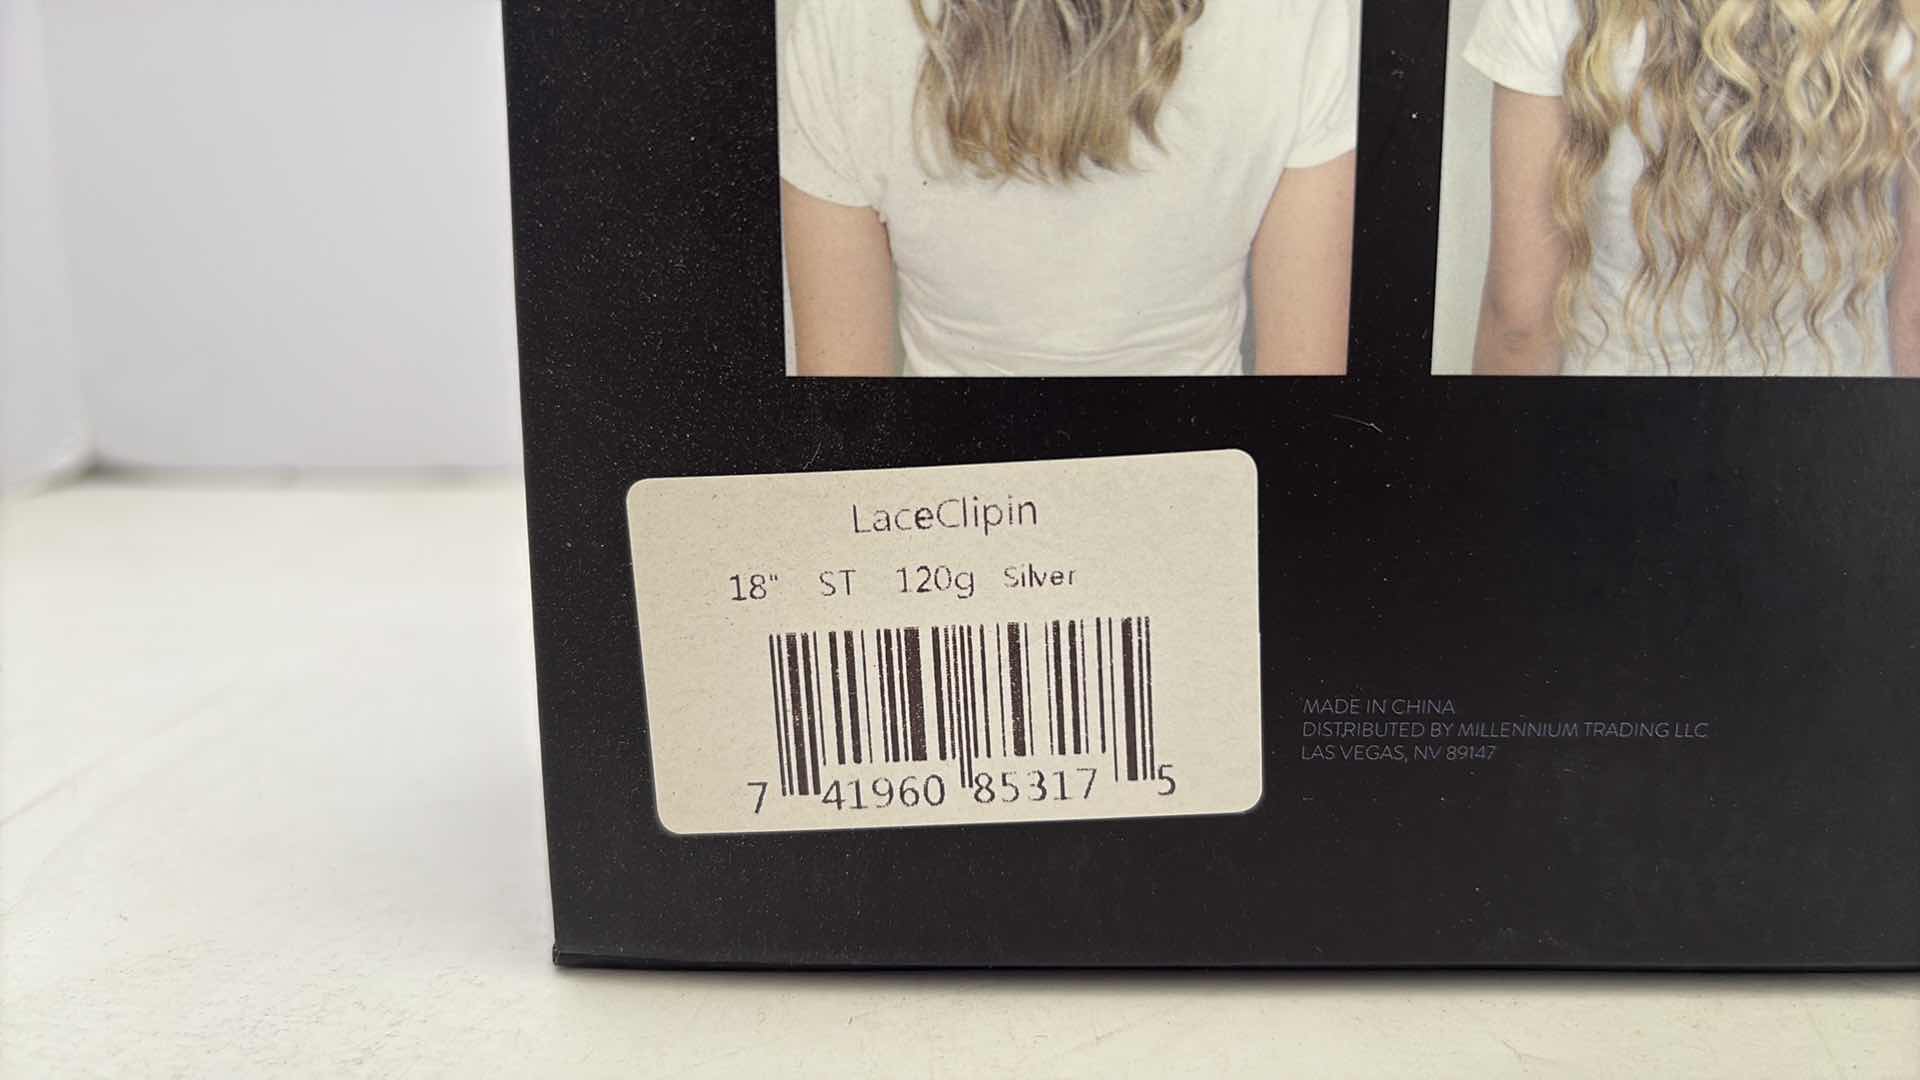 LaceClipin
18" ST 120g Silver
7 41960 85317 5
MADE IN CHINA
DISTRIBUTED BY MILLENNIUM TRADING LLC
LAS VEGAS, NV 89147